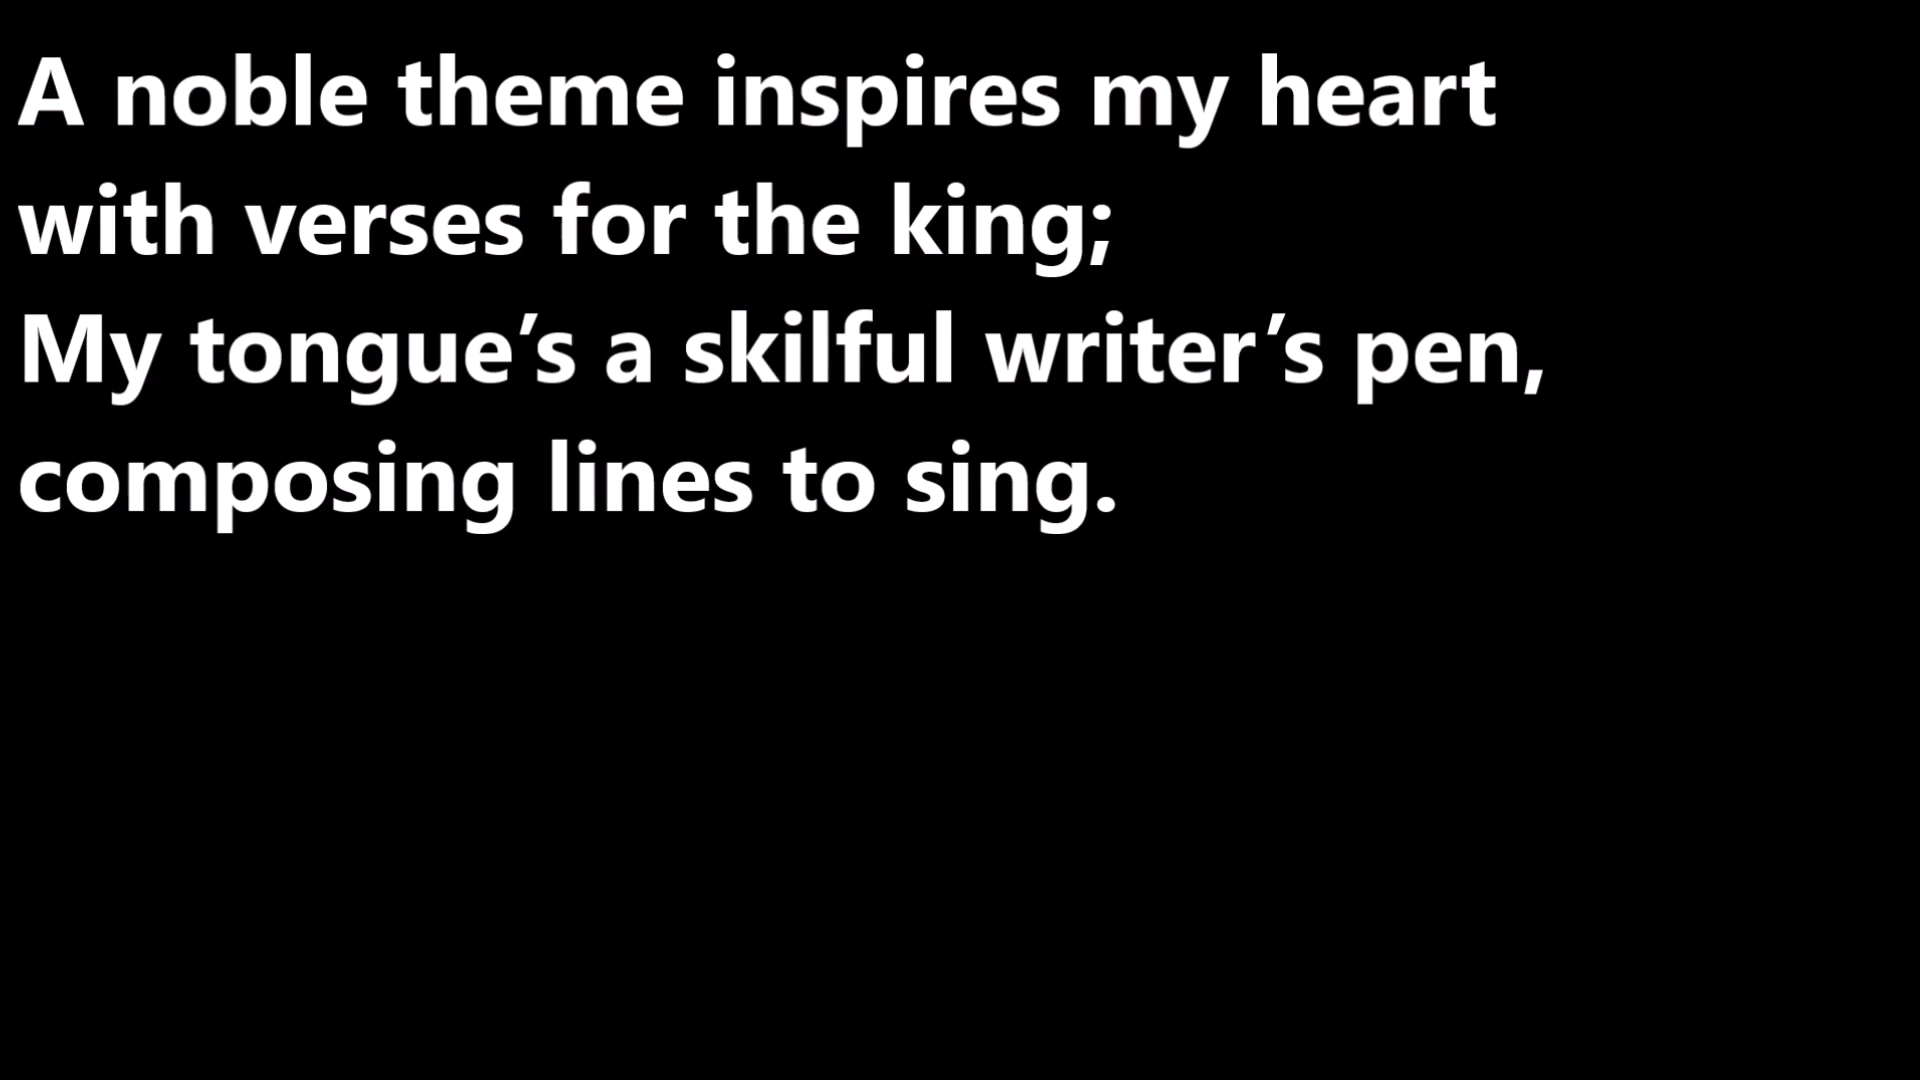 A noble theme inspires my heart
with verses for the king;
My tongue’s a skilful writer’s pen,
composing lines to sing.